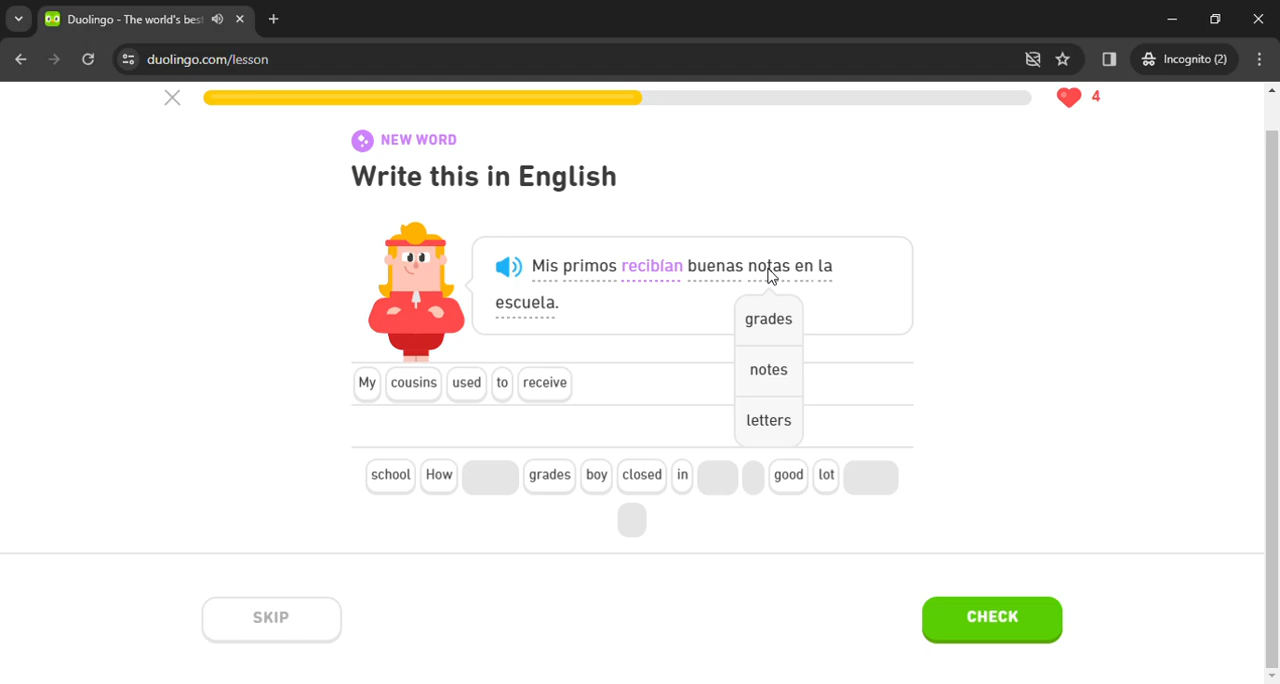 Duolingo - The world's bes
duolingo.com/lesson
Incognito (2)
4
NEW WORD
Write this in English
Mis primos recibían buenas notas en la
escuela.
grades
notes
letters
My cousins used to receive
school How grades boy closed in good lot
SKIP
CHECK